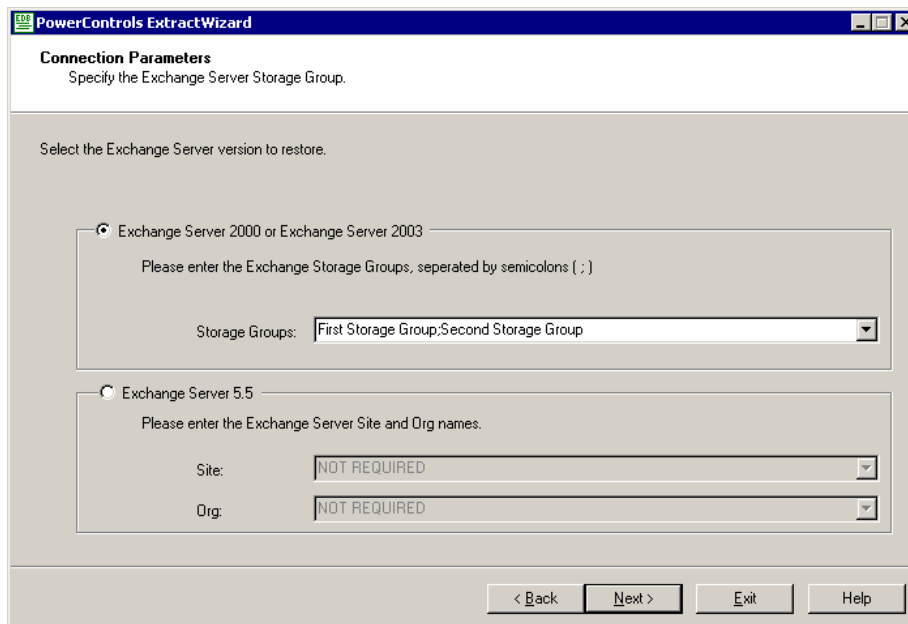 EDB PowerControls ExtractWizard
Connection Parameters
Specify the Exchange Server Storage Group.
Select the Exchange Server version to restore.
Exchange Server 2000 or Exchange Server 2003
Please enter the Exchange Storage Groups, seperated by semicolons ( ; )
Storage Groups: First Storage Group;Second Storage Group
Exchange Server 5.5
Please enter the Exchange Server Site and Org names.
Site: NOT REQUIRED
Org: NOT REQUIRED
< Back Next > Exit Help